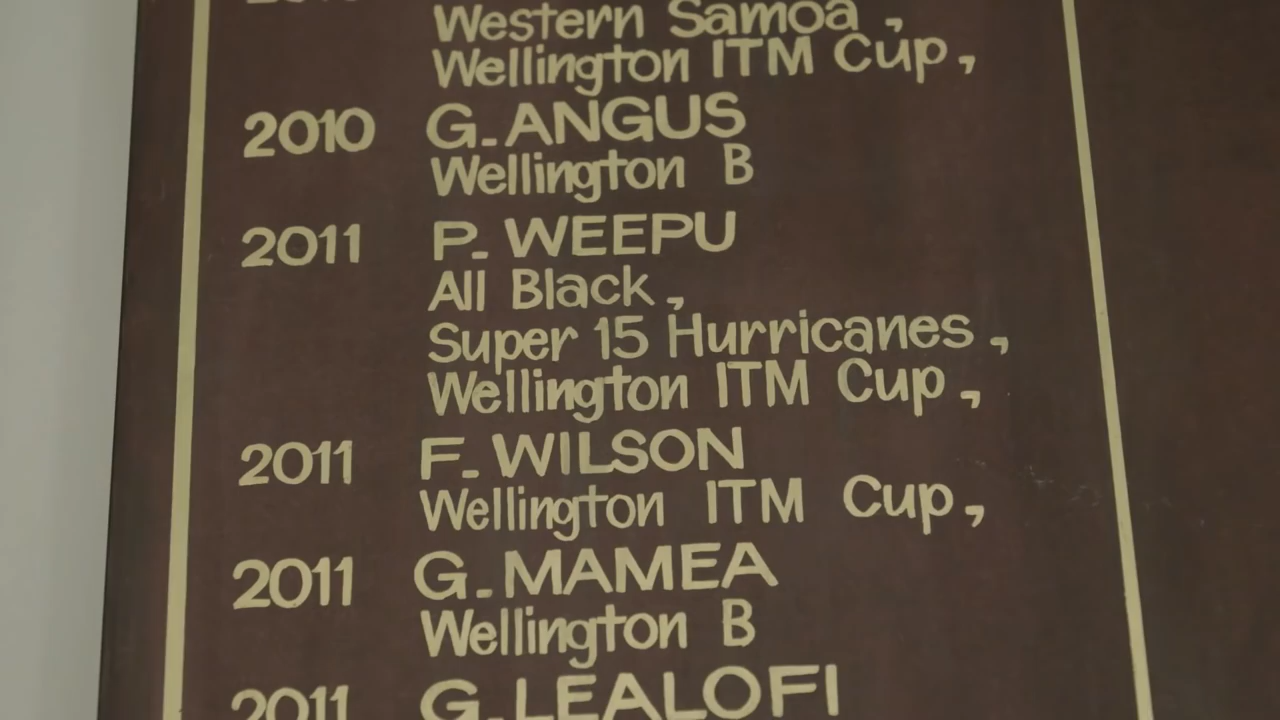 Western Samoa,
Wellington ITM Cup,
2010 G. ANGUS
Wellington B
2011 P. WEEPU
All Black,
Super 15 Hurricanes,
Wellington ITM Cup,
2011 F. WILSON
Wellington ITM Cup,
2011 G. MAMEA
Wellington B
2011 G. LEALOFI